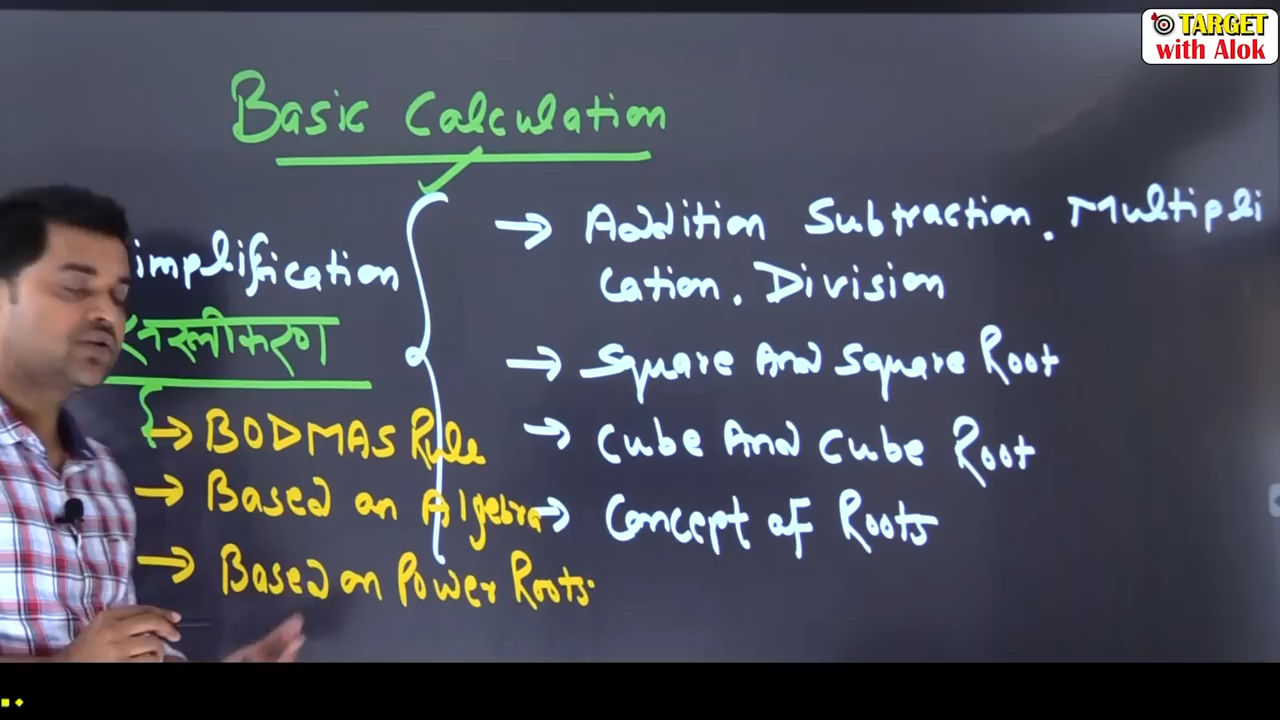 TARGET
with Alok
Basic Calculation
implification
सरलीकरण
→ BODMAS Rule
→ Based on Algebra
→ Based on Power Roots.
→ Addition Subtraction. Multipli
cation. Division
→ Square And Square Root
→ Cube And Cube Root
→ Concept of Roots